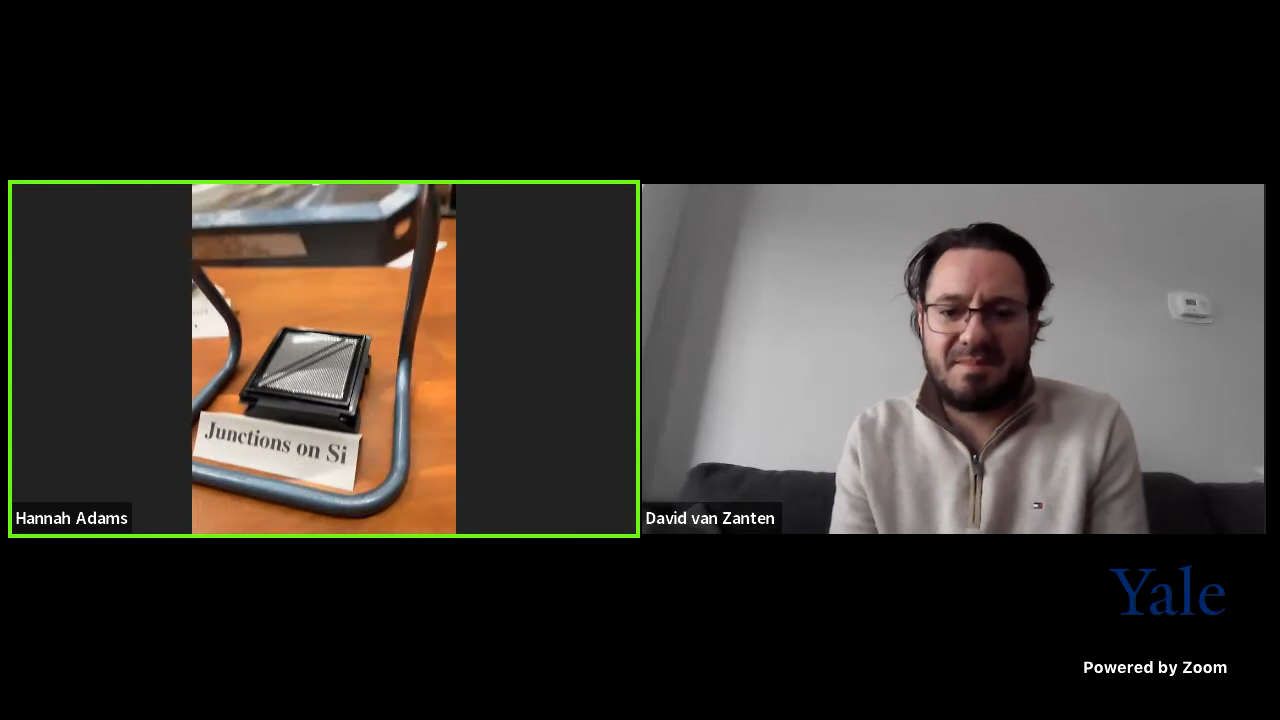 Junctions on Si
Hannah Adams
David van Zanten
Yale
Powered by Zoom